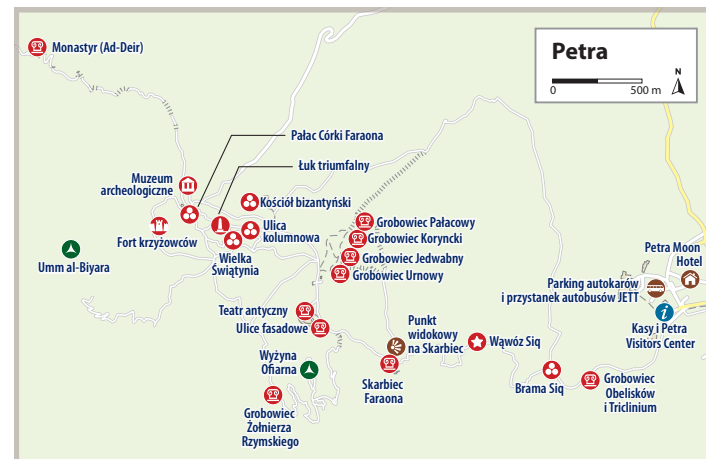 Petra
N
0 500 m
Monastyr (Ad-Deir)
Pałac Córki Faraona
Łuk triumfalny
Muzeum
archeologiczne
Kościół bizantyński
Fort krzyżowców
Ulica
kolumnowa
Wielka
Świątynia
Umm al-Biyara
Grobowiec Pałacowy
Grobowiec Koryncki
Grobowiec Jedwabny
Grobowiec Urnowy
Petra Moon
Hotel
Parking autokarów
i przystanek autobusów JETT
Kasy i Petra
Visitors Center
Teatr antyczny
Ulice fasadowe
Punkt
widokowy
na Skarbiec
Wąwóz Siq
Wyżyna
Ofiarna
Skarbiec
Faraona
Brama Siq
Grobowiec
Obelisków
i Triclinium
Grobowiec
Żołnierza
Rzymskiego